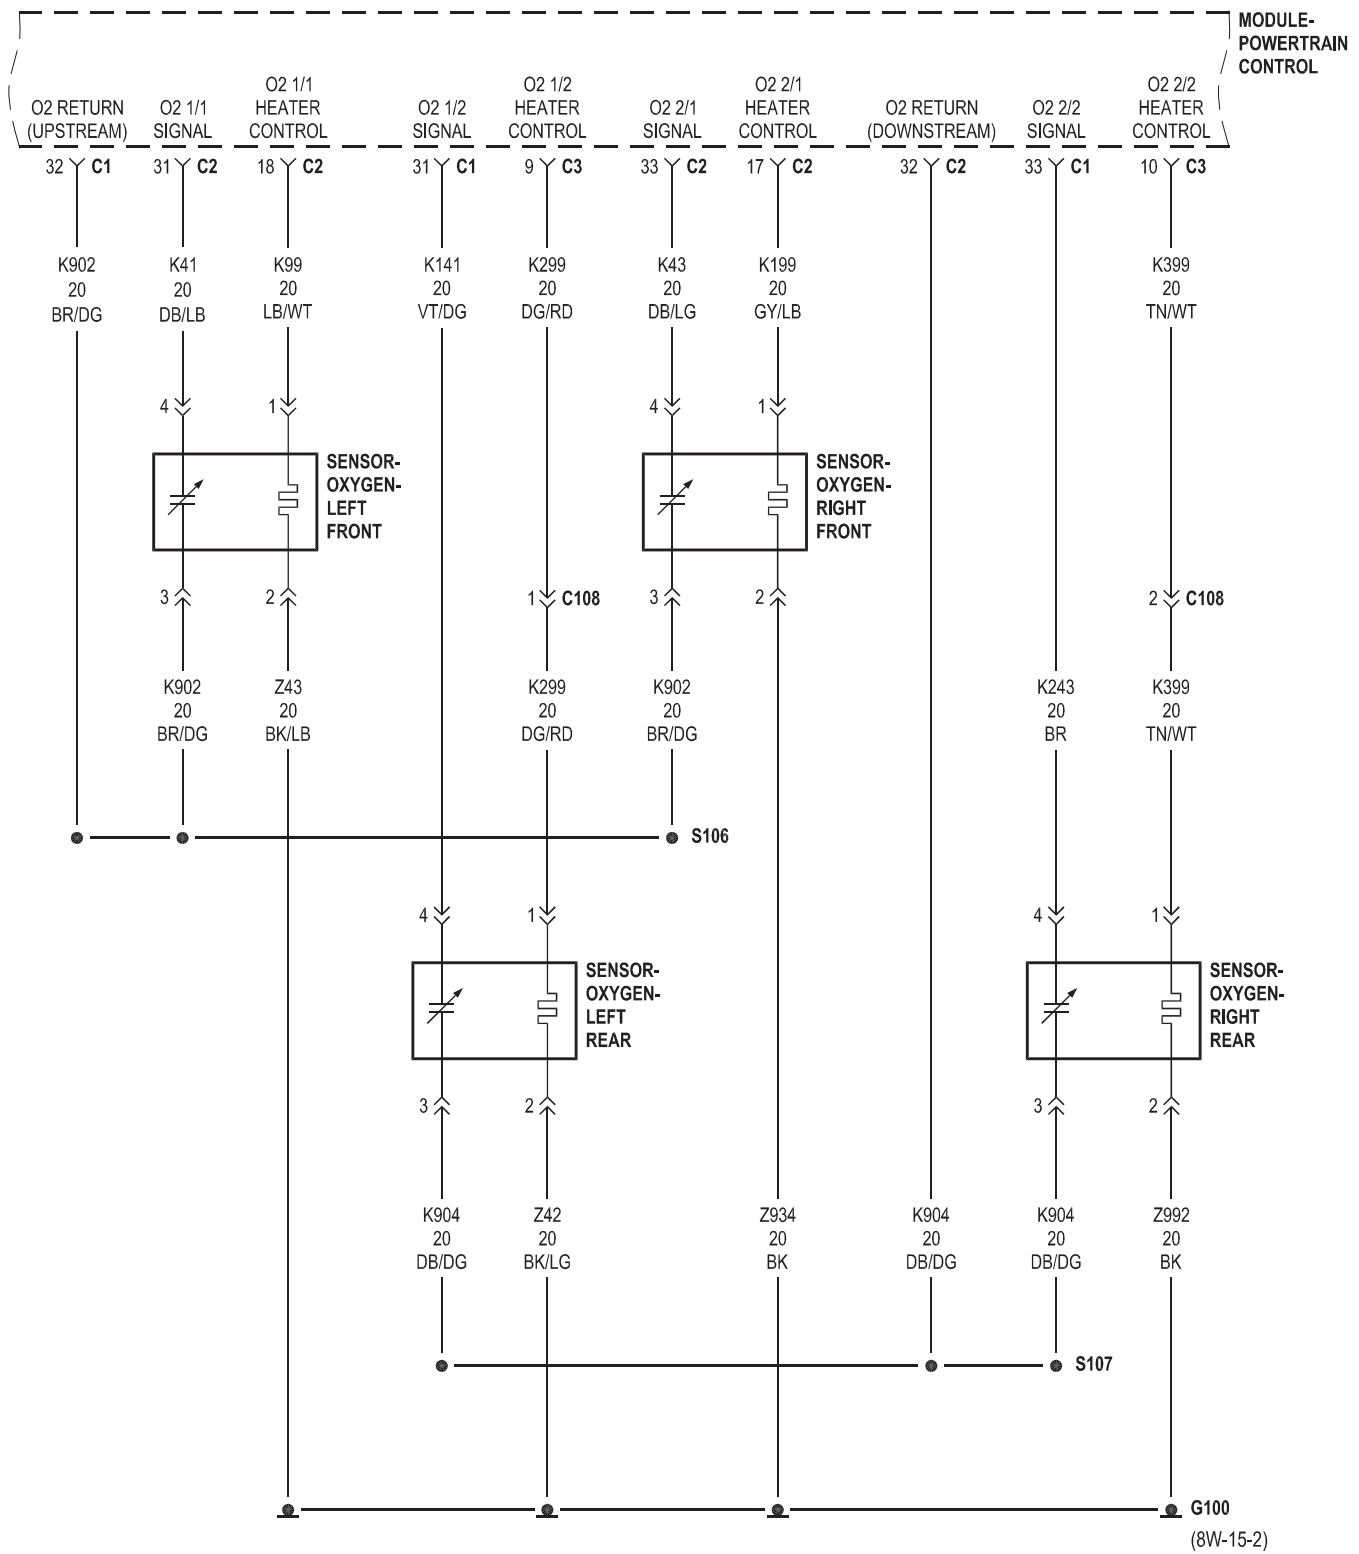 MODULE-
POWERTRAIN
CONTROL
O2 RETURN
(UPSTREAM)
O2 1/1
SIGNAL
O2 1/1
HEATER
CONTROL
O2 1/2
SIGNAL
O2 1/2
HEATER
CONTROL
O2 2/1
SIGNAL
O2 2/1
HEATER
CONTROL
O2 RETURN
(DOWNSTREAM)
O2 2/2
SIGNAL
O2 2/2
HEATER
CONTROL
32 C1
31 C2
18 C2
31 C1
9 C3
33 C2
17 C2
32 C2
33 C1
10 C3
K902
20
BR/DG
K41
20
DB/LB
K99
20
LB/WT
K141
20
VT/DG
K299
20
DG/RD
K43
20
DB/LG
K199
20
GY/LB
K399
20
TN/WT
4
1
4
1
SENSOR-
OXYGEN-
LEFT
FRONT
SENSOR-
OXYGEN-
RIGHT
FRONT
3
2
1 C108
3
2
2 C108
K902
20
BR/DG
Z43
20
BK/LB
K299
20
DG/RD
K902
20
BR/DG
K243
20
BR
K399
20
TN/WT
S106
4
1
4
1
SENSOR-
OXYGEN-
LEFT
REAR
SENSOR-
OXYGEN-
RIGHT
REAR
3
2
3
2
K904
20
DB/DG
Z42
20
BK/LG
Z934
20
BK
K904
20
DB/DG
K904
20
DB/DG
Z992
20
BK
S107
G100
(8W-15-2)